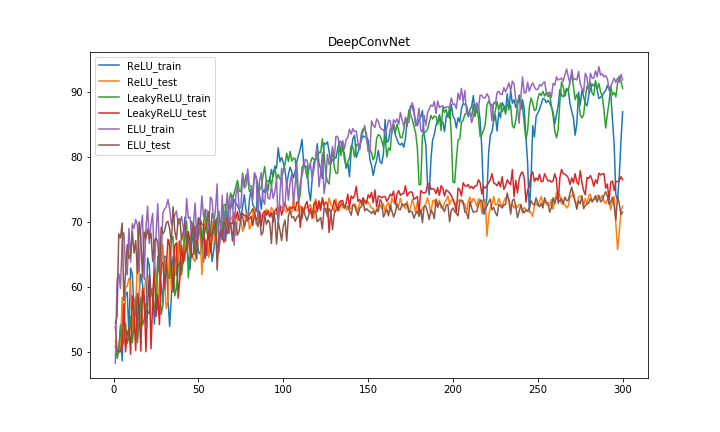 DeepConvNet
ReLU_train
ReLU_test
LeakyReLU_train
LeakyReLU_test
ELU_train
ELU_test
90
80
70
60
50
0 50 100 150 200 250 300